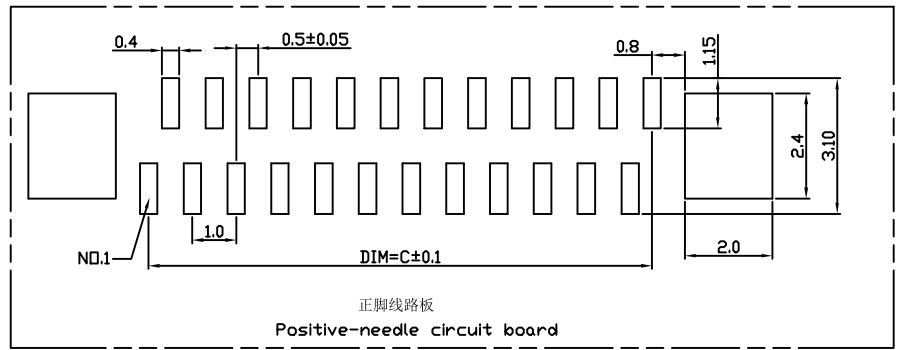 0.4
0.5±0.05
0.8
1.15
2.4
3.10
1.0
NO.1
2.0
DIM=C±0.1
正脚线路板
Positive-needle circuit board